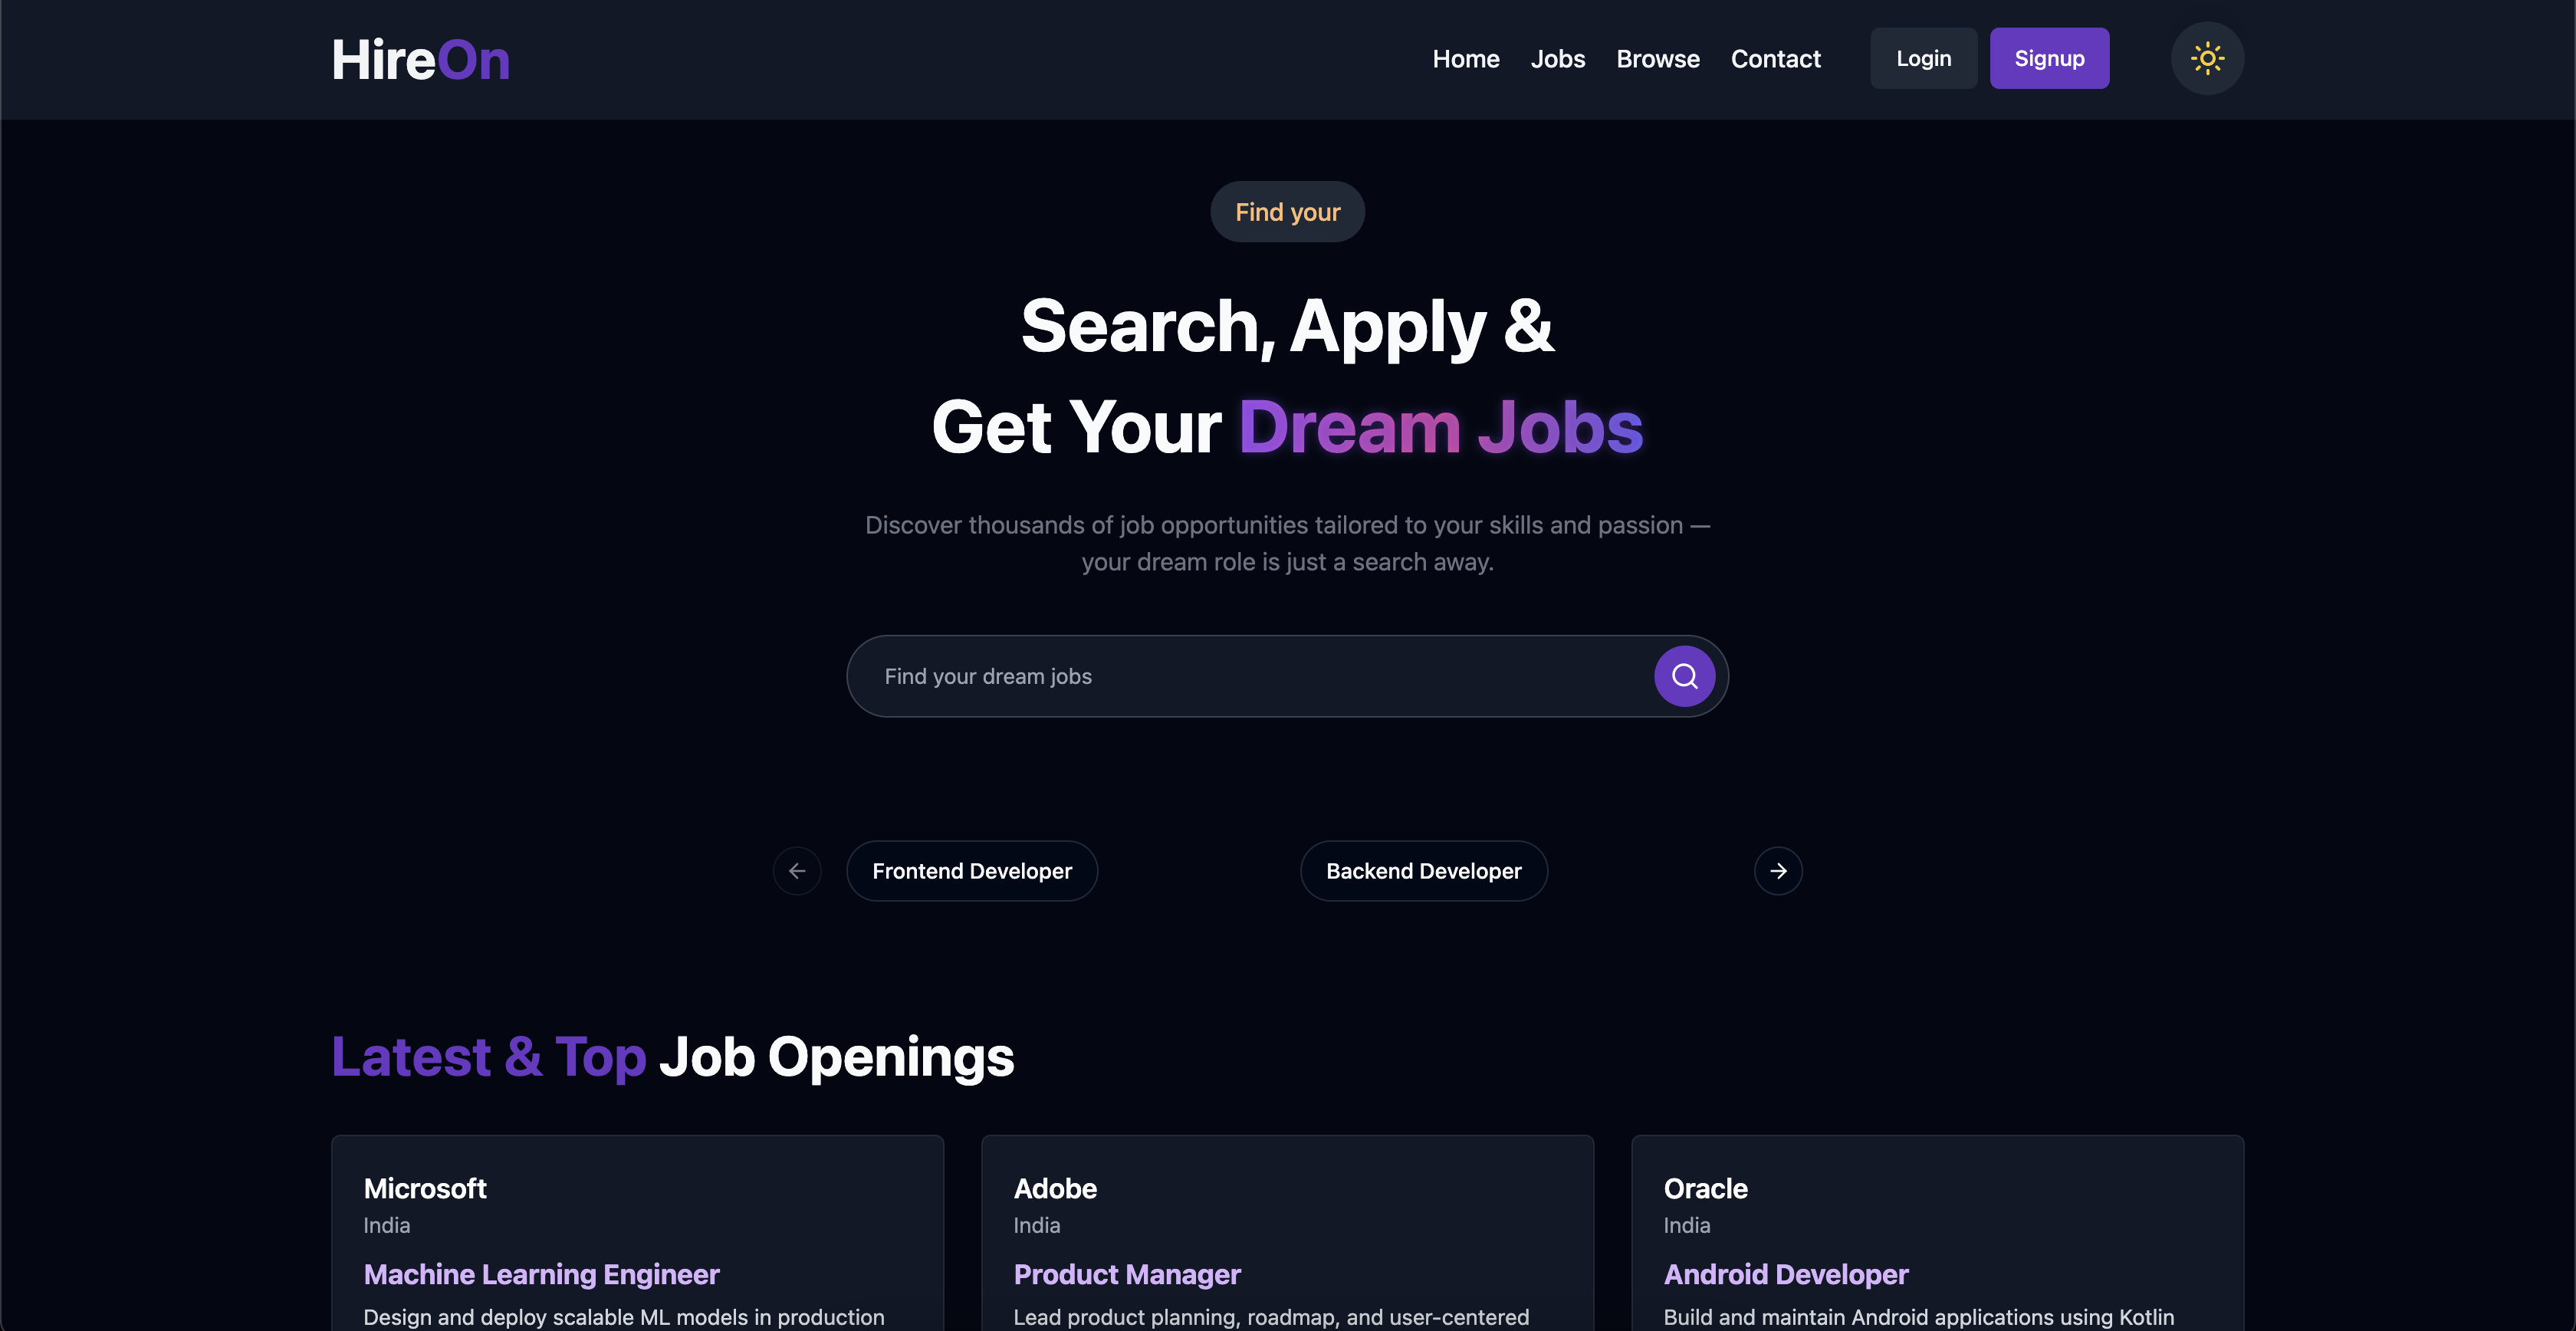 HireOn
Home Jobs Browse Contact Login Signup
Find your
Search, Apply &
Get Your Dream Jobs
Discover thousands of job opportunities tailored to your skills and passion —
your dream role is just a search away.
Find your dream jobs
Frontend Developer Backend Developer
Latest & Top Job Openings
Microsoft
India
Machine Learning Engineer
Design and deploy scalable ML models in production
Adobe
India
Product Manager
Lead product planning, roadmap, and user-centered
Oracle
India
Android Developer
Build and maintain Android applications using Kotlin